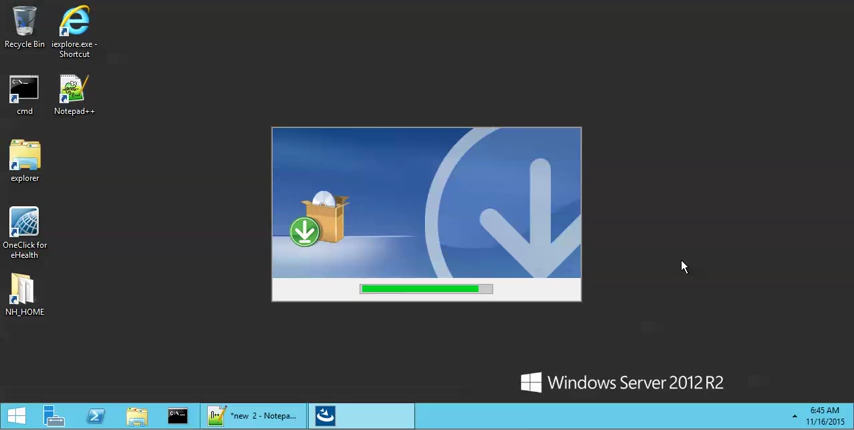 Recycle Bin
iexplore.exe -
Shortcut
cmd
Notepad++
explorer
OneClick for
eHealth
NH_HOME
Windows Server 2012 R2
*new 2 - Notepa...
6:45 AM
11/16/2015